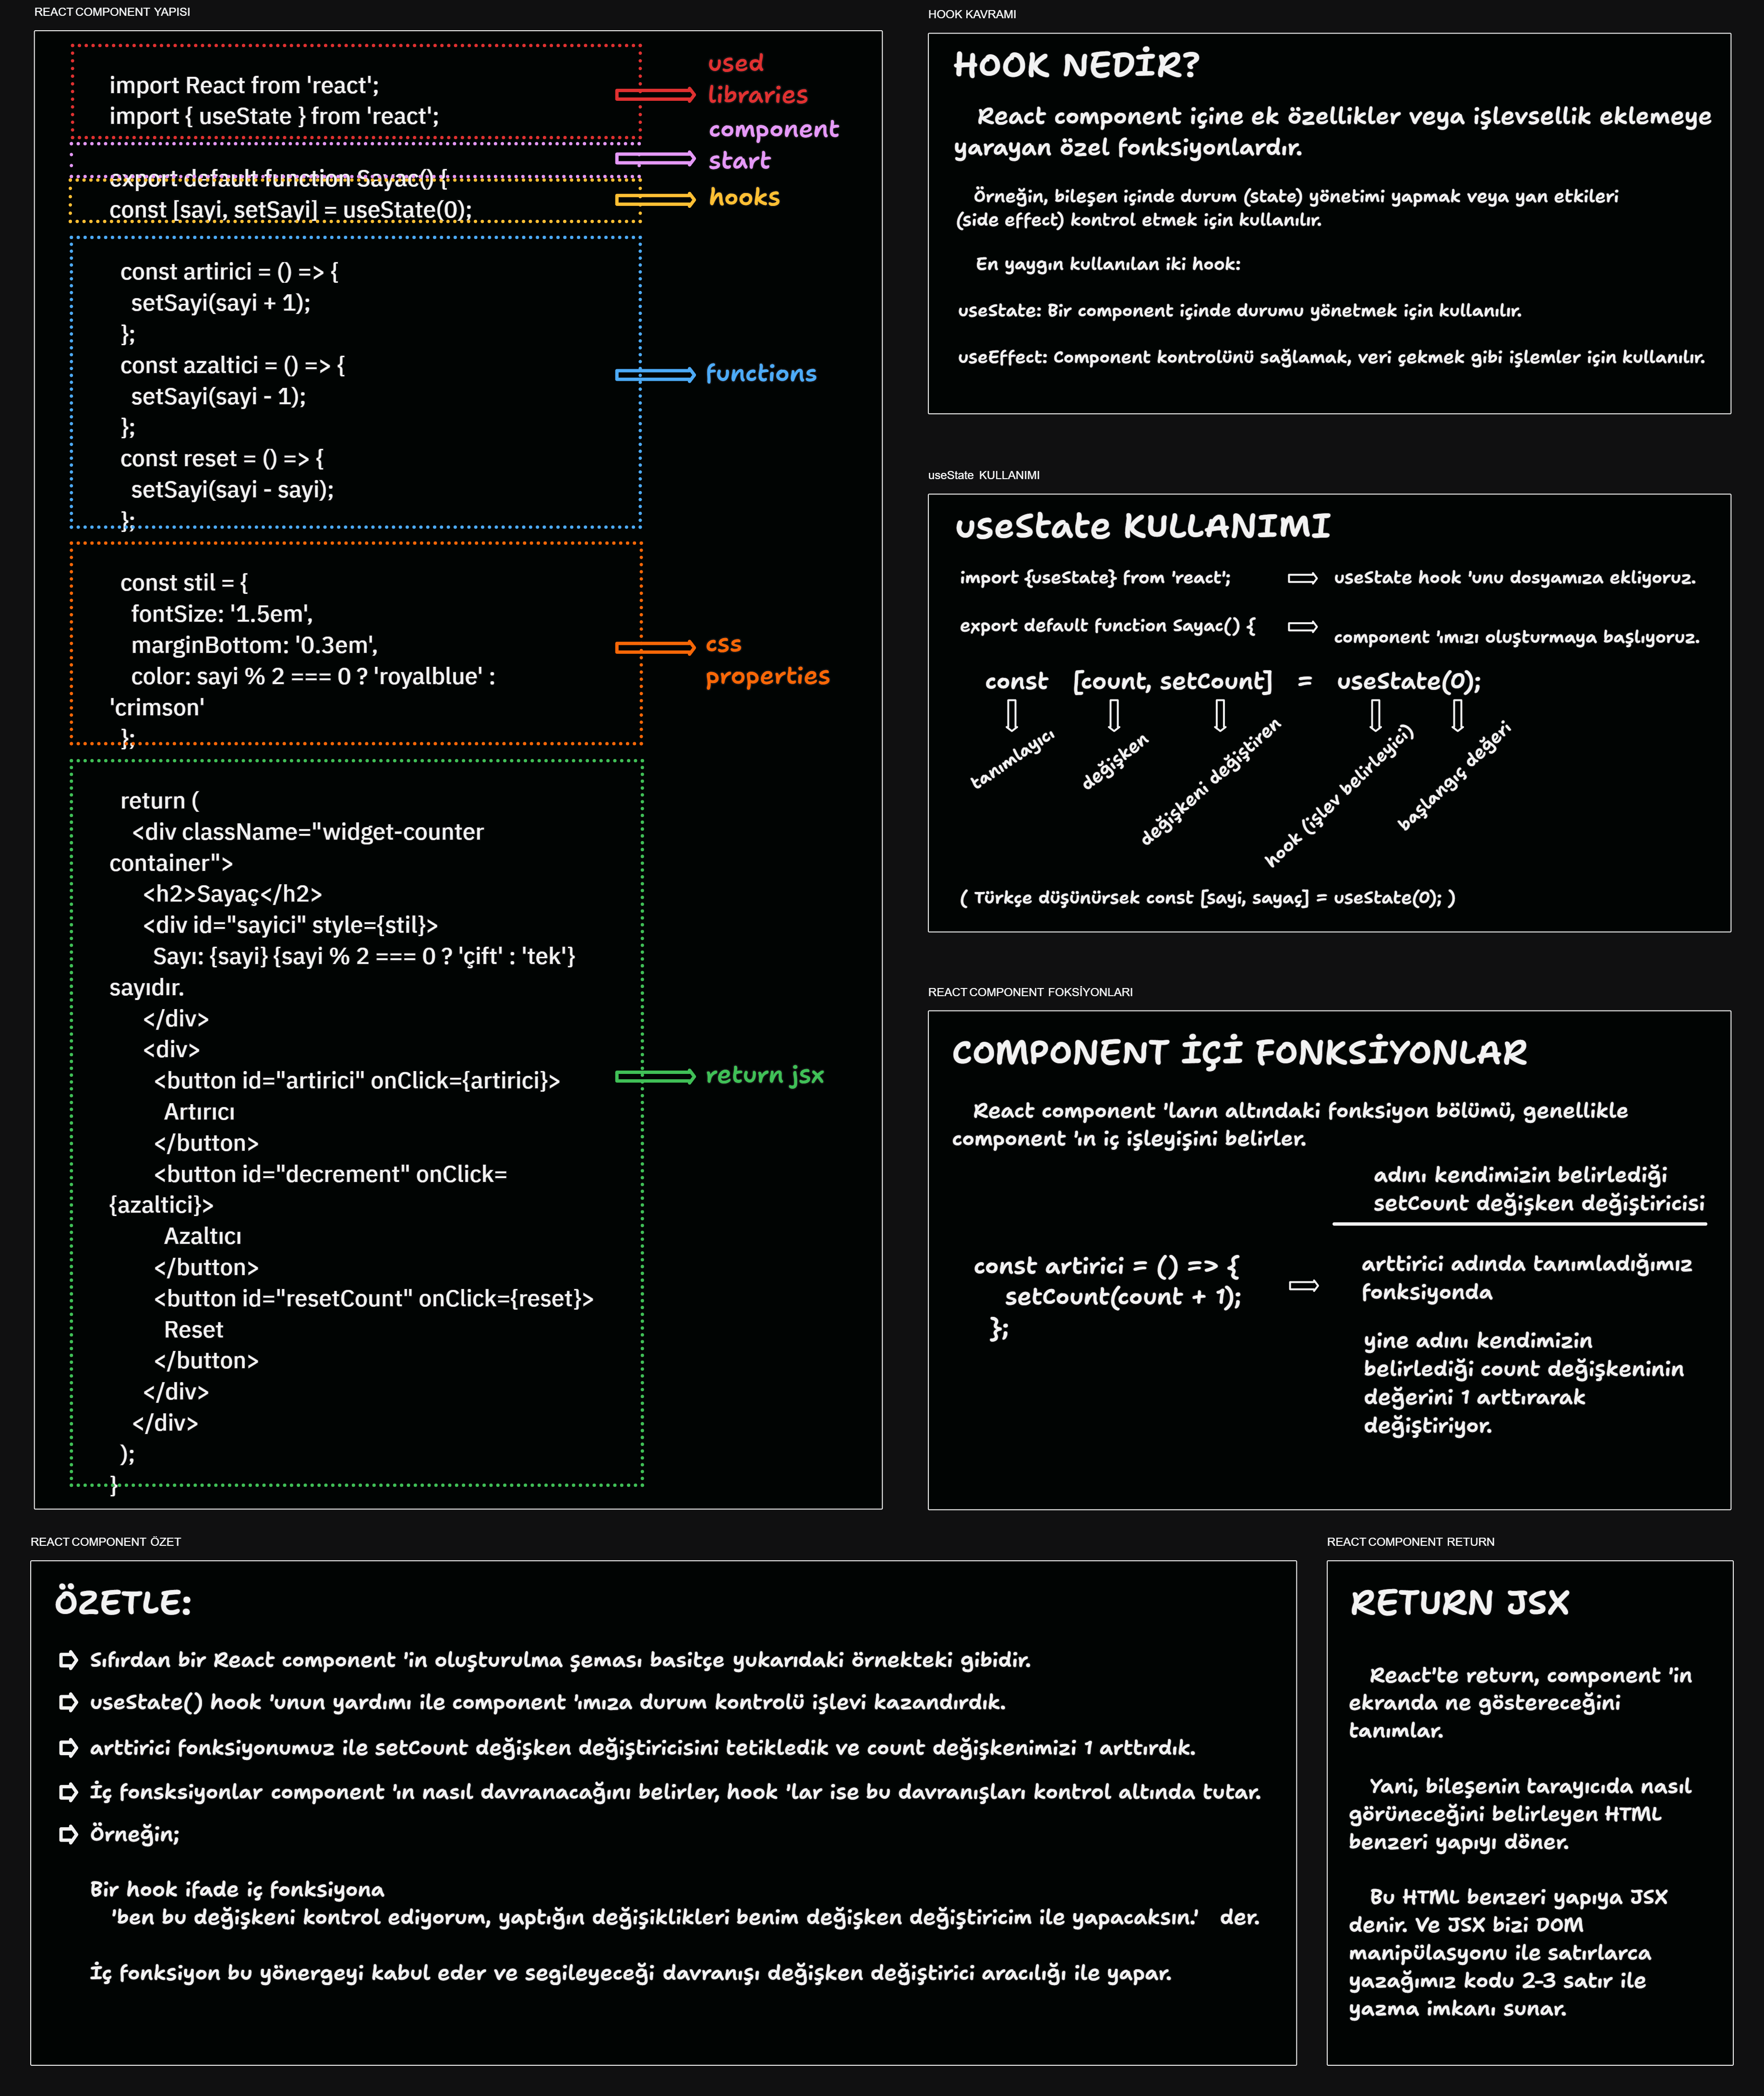 REACT COMPONENT YAPISI
import React from 'react';
import { useState } from 'react';
export default function Sayac() {
const [sayi, setSayi] = useState(0);
const artirici = () => {
setSayi(sayi + 1);
};
const azaltici = () => {
setSayi(sayi - 1);
};
const reset = () => {
setSayi(sayi - sayi);
};
const stil = {
fontSize: '1.5em',
marginBottom: '0.3em',
color: sayi % 2 === 0 ? 'royalblue' :
'crimson'
};
return (
<div className="widget-counter
container">
<h2>Sayaç</h2>
<div id="sayici" style={stil}>
Sayı: {sayi} {sayi % 2 === 0 ? 'çift' : 'tek'}
sayıdır.
</div>
<div>
<button id="artirici" onClick={artirici}>
Artırıcı
</button>
<button id="decrement" onClick=
{azaltici}>
Azaltıcı
</button>
<button id="resetCount" onClick={reset}>
Reset
</button>
</div>
</div>
);
}
used
libraries
component
start
hooks
functions
css
properties
return jsx
HOOK KAVRAMI
HOOK NEDİR?
React component içine ek özellikler veya işlevsellik eklemeye
yarayan özel fonksiyonlardır.
Örneğin, bileşen içinde durum (state) yönetimi yapmak veya yan etkileri
(side effect) kontrol etmek için kullanılır.
En yaygın kullanılan iki hook:
useState: Bir component içinde durumu yönetmek için kullanılır.
useEffect: Component kontrolünü sağlamak, veri çekmek gibi işlemler için kullanılır.
useState KULLANIMI
useState KULLANIMI
import {useState} from 'react';
useState hook 'unu dosyamıza ekliyoruz.
export default function Sayac() {
component 'ımızı oluşturmaya başlıyoruz.
const [count, setCount] = useState(0);
tanımlayıcı
değişken
değişkeni değiştiren
hook (işlev belirleyici)
başlangıç değeri
( Türkçe düşünürsek const [sayi, sayaç] = useState(0); )
REACT COMPONENT FOKSİYONLARI
COMPONENT İÇİ FONKSİYONLAR
React component 'ların altındaki fonksiyon bölümü, genellikle
component 'ın iç işleyişini belirler.
adını kendimizin belirlediği
setCount değişken değiştiricisi
const artirici = () => {
setCount(count + 1);
};
arttirici adında tanımladığımız
fonksiyonda
yine adını kendimizin
belirlediği count değişkeninin
değerini 1 arttırarak
değiştiriyor.
REACT COMPONENT ÖZET
ÖZETLE:
Sıfırdan bir React component 'in oluşturulma şeması basitçe yukarıdaki örnekteki gibidir.
useState() hook 'unun yardımı ile component 'ımıza durum kontrolü işlevi kazandırdık.
arttirici fonksiyonumuz ile setCount değişken değiştiricisini tetikledik ve count değişkenimizi 1 arttırdık.
İç fonsksiyonlar component 'ın nasıl davranacağını belirler, hook 'lar ise bu davranışları kontrol altında tutar.
Örneğin;
Bir hook ifade iç fonksiyona
'ben bu değişkeni kontrol ediyorum, yaptığın değişiklikleri benim değişken değiştiricim ile yapacaksın.' der.
İç fonksiyon bu yönergeyi kabul eder ve segileyeceği davranışı değişken değiştirici aracılığı ile yapar.
REACT COMPONENT RETURN
RETURN JSX
React'te return, component 'in
ekranda ne göstereceğini
tanımlar.
Yani, bileşenin tarayıcıda nasıl
görüneceğini belirleyen HTML
benzeri yapıyı döner.
Bu HTML benzeri yapıya JSX
denir. Ve JSX bizi DOM
manipülasyonu ile satırlarca
yazağımız kodu 2-3 satır ile
yazma imkanı sunar.